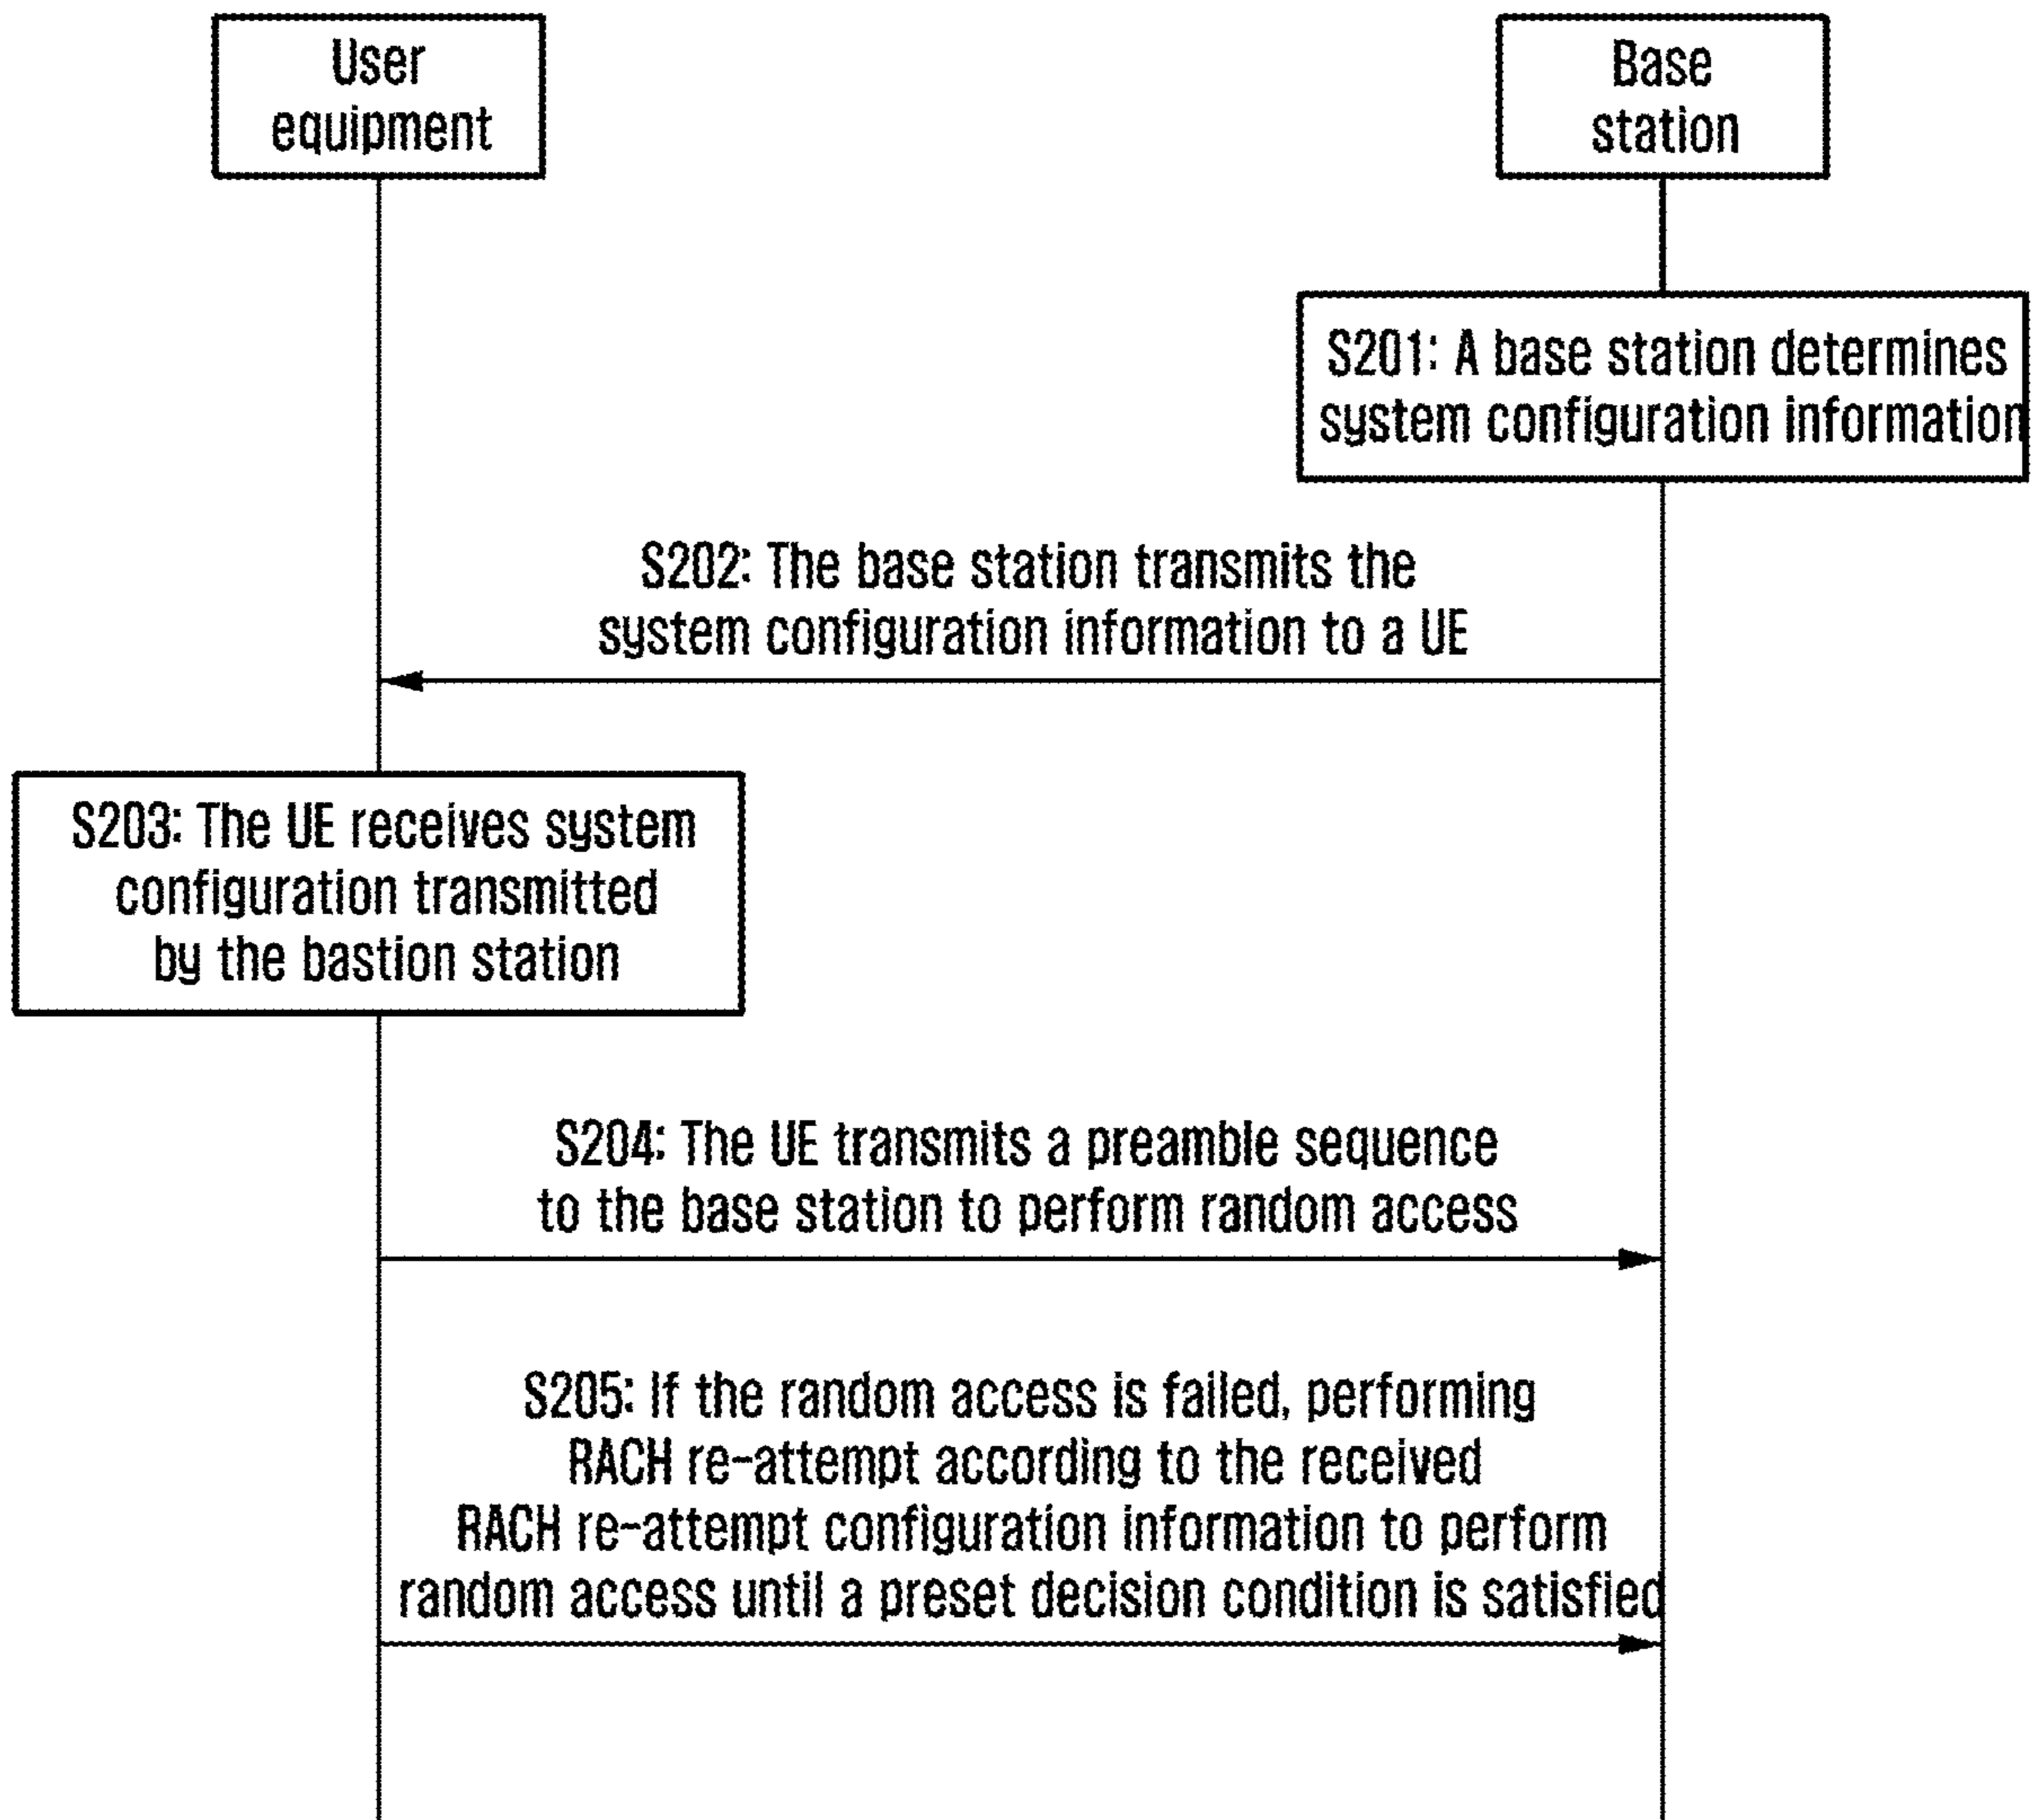 User
equipment
Base
station
S201: A base station determines
system configuration information
S202: The base station transmits the
system configuration information to a UE
S203: The UE receives system
configuration transmitted
by the bastion station
S204: The UE transmits a preamble sequence
to the base station to perform random access
S205: If the random access is failed, performing
RACH re-attempt according to the received
RACH re-attempt configuration information to perform
random access until a preset decision condition is satisfied